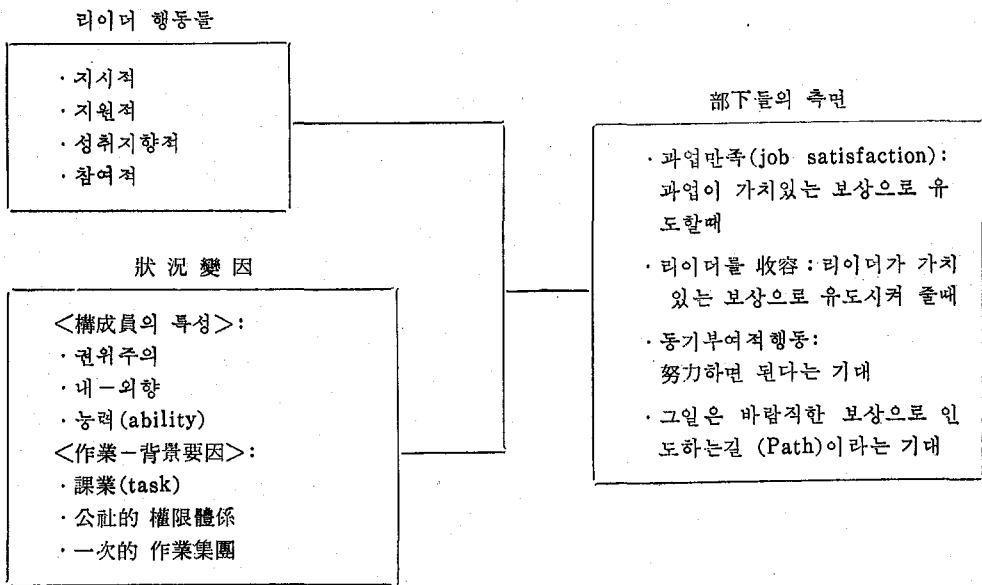 리이더 행동들
· 지시적
· 지원적
· 성취지향적
· 참여적
狀況變因
<構成員의 특성>:
· 권위주의
· 내-외향
· 능력(ability)
<作業-背景要因>:
· 課業(task)
· 公社的 權限體係
· 一次的 作業集團
部下들의 측면
· 과업만족(job satisfaction):
과업이 가치있는 보상으로 유
도할때
· 리이더를 收容: 리이더가 가치
있는 보상으로 유도시켜 줄때
· 동기부여적행동:
努力하면 된다는 기대
· 그일은 바람직한 보상으로 인
도하는길 (Path)이라는 기대